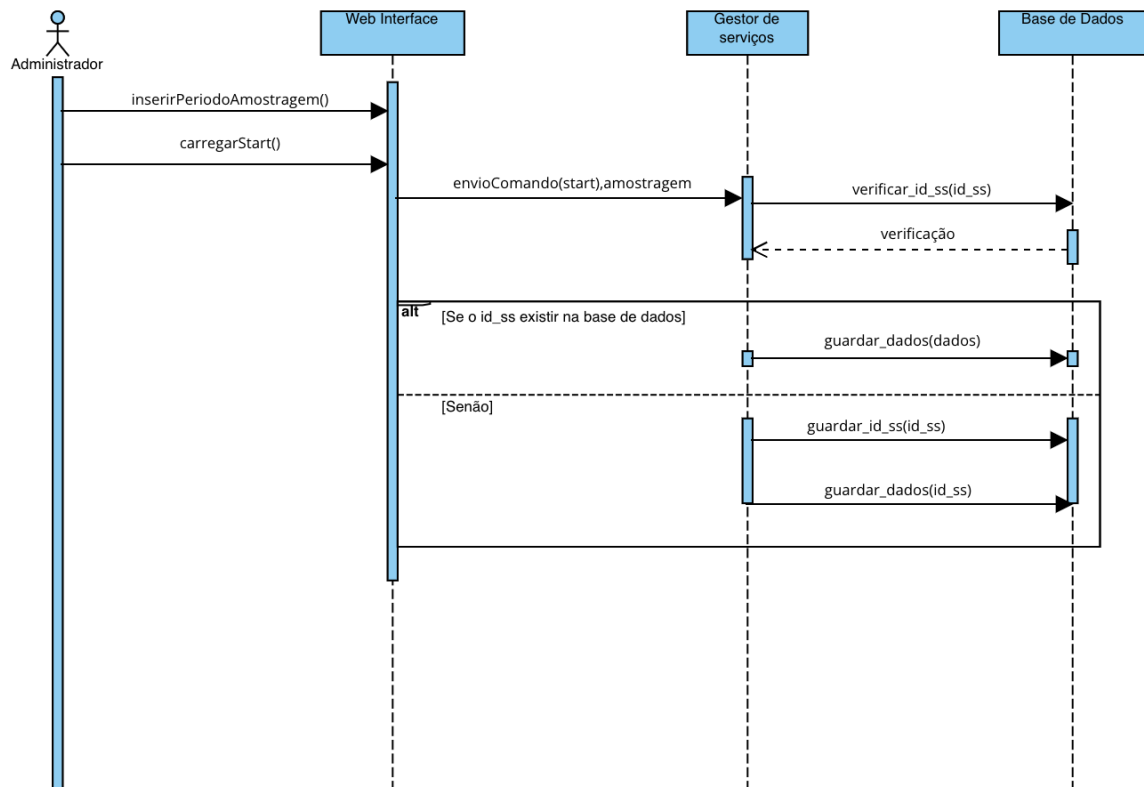 Web Interface
Gestor de
serviços
Base de Dados
Administrador
inserirPeriodoAmostragem()
carregarStart()
envioComando(start),amostragem
verificar_id_ss(id_ss)
verificação
alt
[Se o id_ss existir na base de dados]
guardar_dados(dados)
[Senão]
guardar_id_ss(id_ss)
guardar_dados(id_ss)